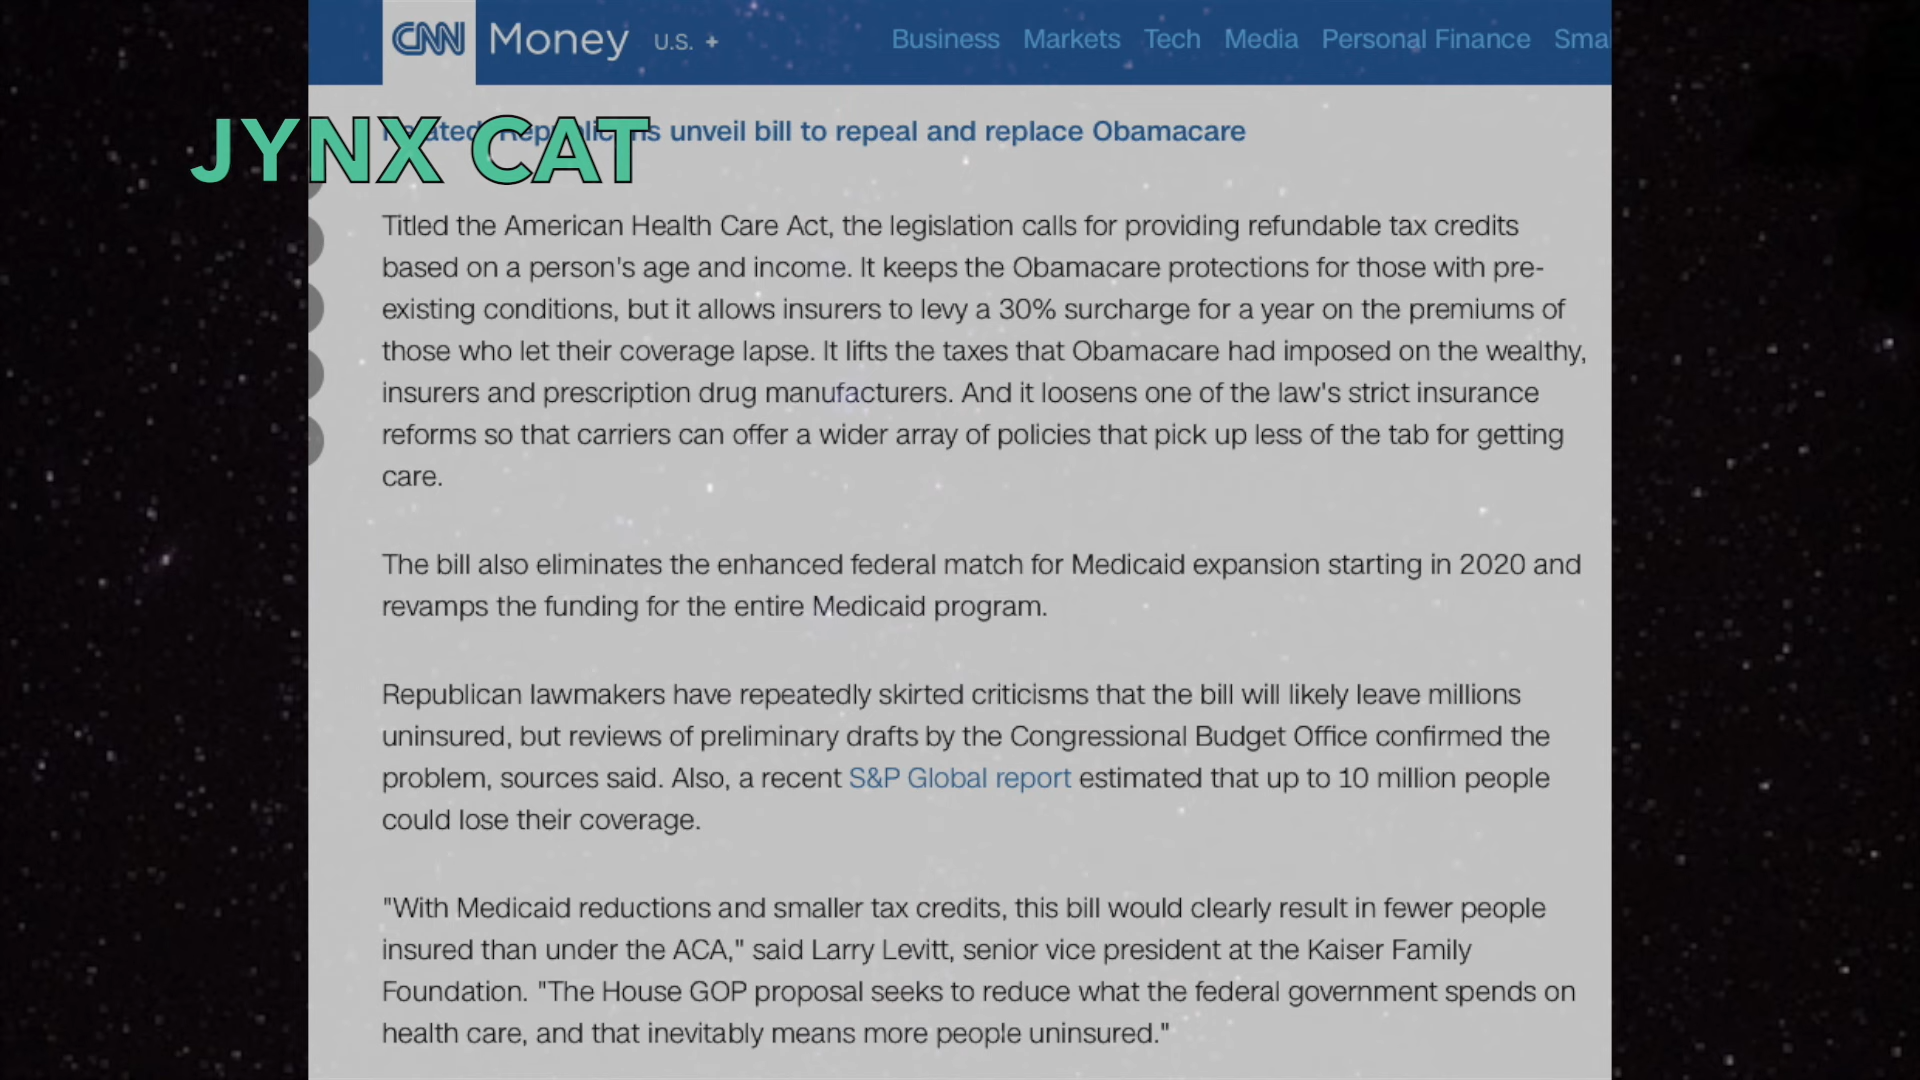 CNN Money U.S. + Business Markets Tech Media Personal Finance
JYNX CAT
unveil bill to repeal and replace Obamacare
Titled the American Health Care Act, the legislation calls for providing refundable tax credits
based on a person's age and income. It keeps the Obamacare protections for those with pre-
existing conditions, but it allows insurers to levy a 30% surcharge for a year on the premiums of
those who let their coverage lapse. It lifts the taxes that Obamacare had imposed on the wealthy,
insurers and prescription drug manufacturers. And it loosens one of the law's strict insurance
reforms so that carriers can offer a wider array of policies that pick up less of the tab for getting
care.
The bill also eliminates the enhanced federal match for Medicaid expansion starting in 2020 and
revamps the funding for the entire Medicaid program.
Republican lawmakers have repeatedly skirted criticisms that the bill will likely leave millions
uninsured, but reviews of preliminary drafts by the Congressional Budget Office confirmed the
problem, sources said. Also, a recent S&P Global report estimated that up to 10 million people
could lose their coverage.
"With Medicaid reductions and smaller tax credits, this bill would clearly result in fewer people
insured than under the ACA," said Larry Levitt, senior vice president at the Kaiser Family
Foundation. "The House GOP proposal seeks to reduce what the federal government spends on
health care, and that inevitably means more people uninsured."